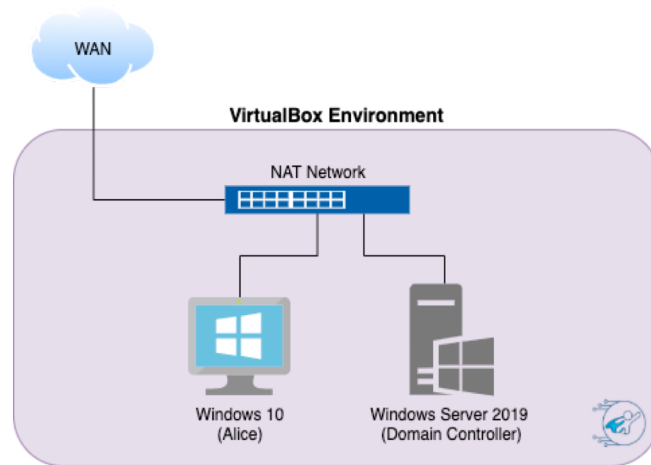 WAN
VirtualBox Environment
NAT Network
Windows 10
(Alice)
Windows Server 2019
(Domain Controller)